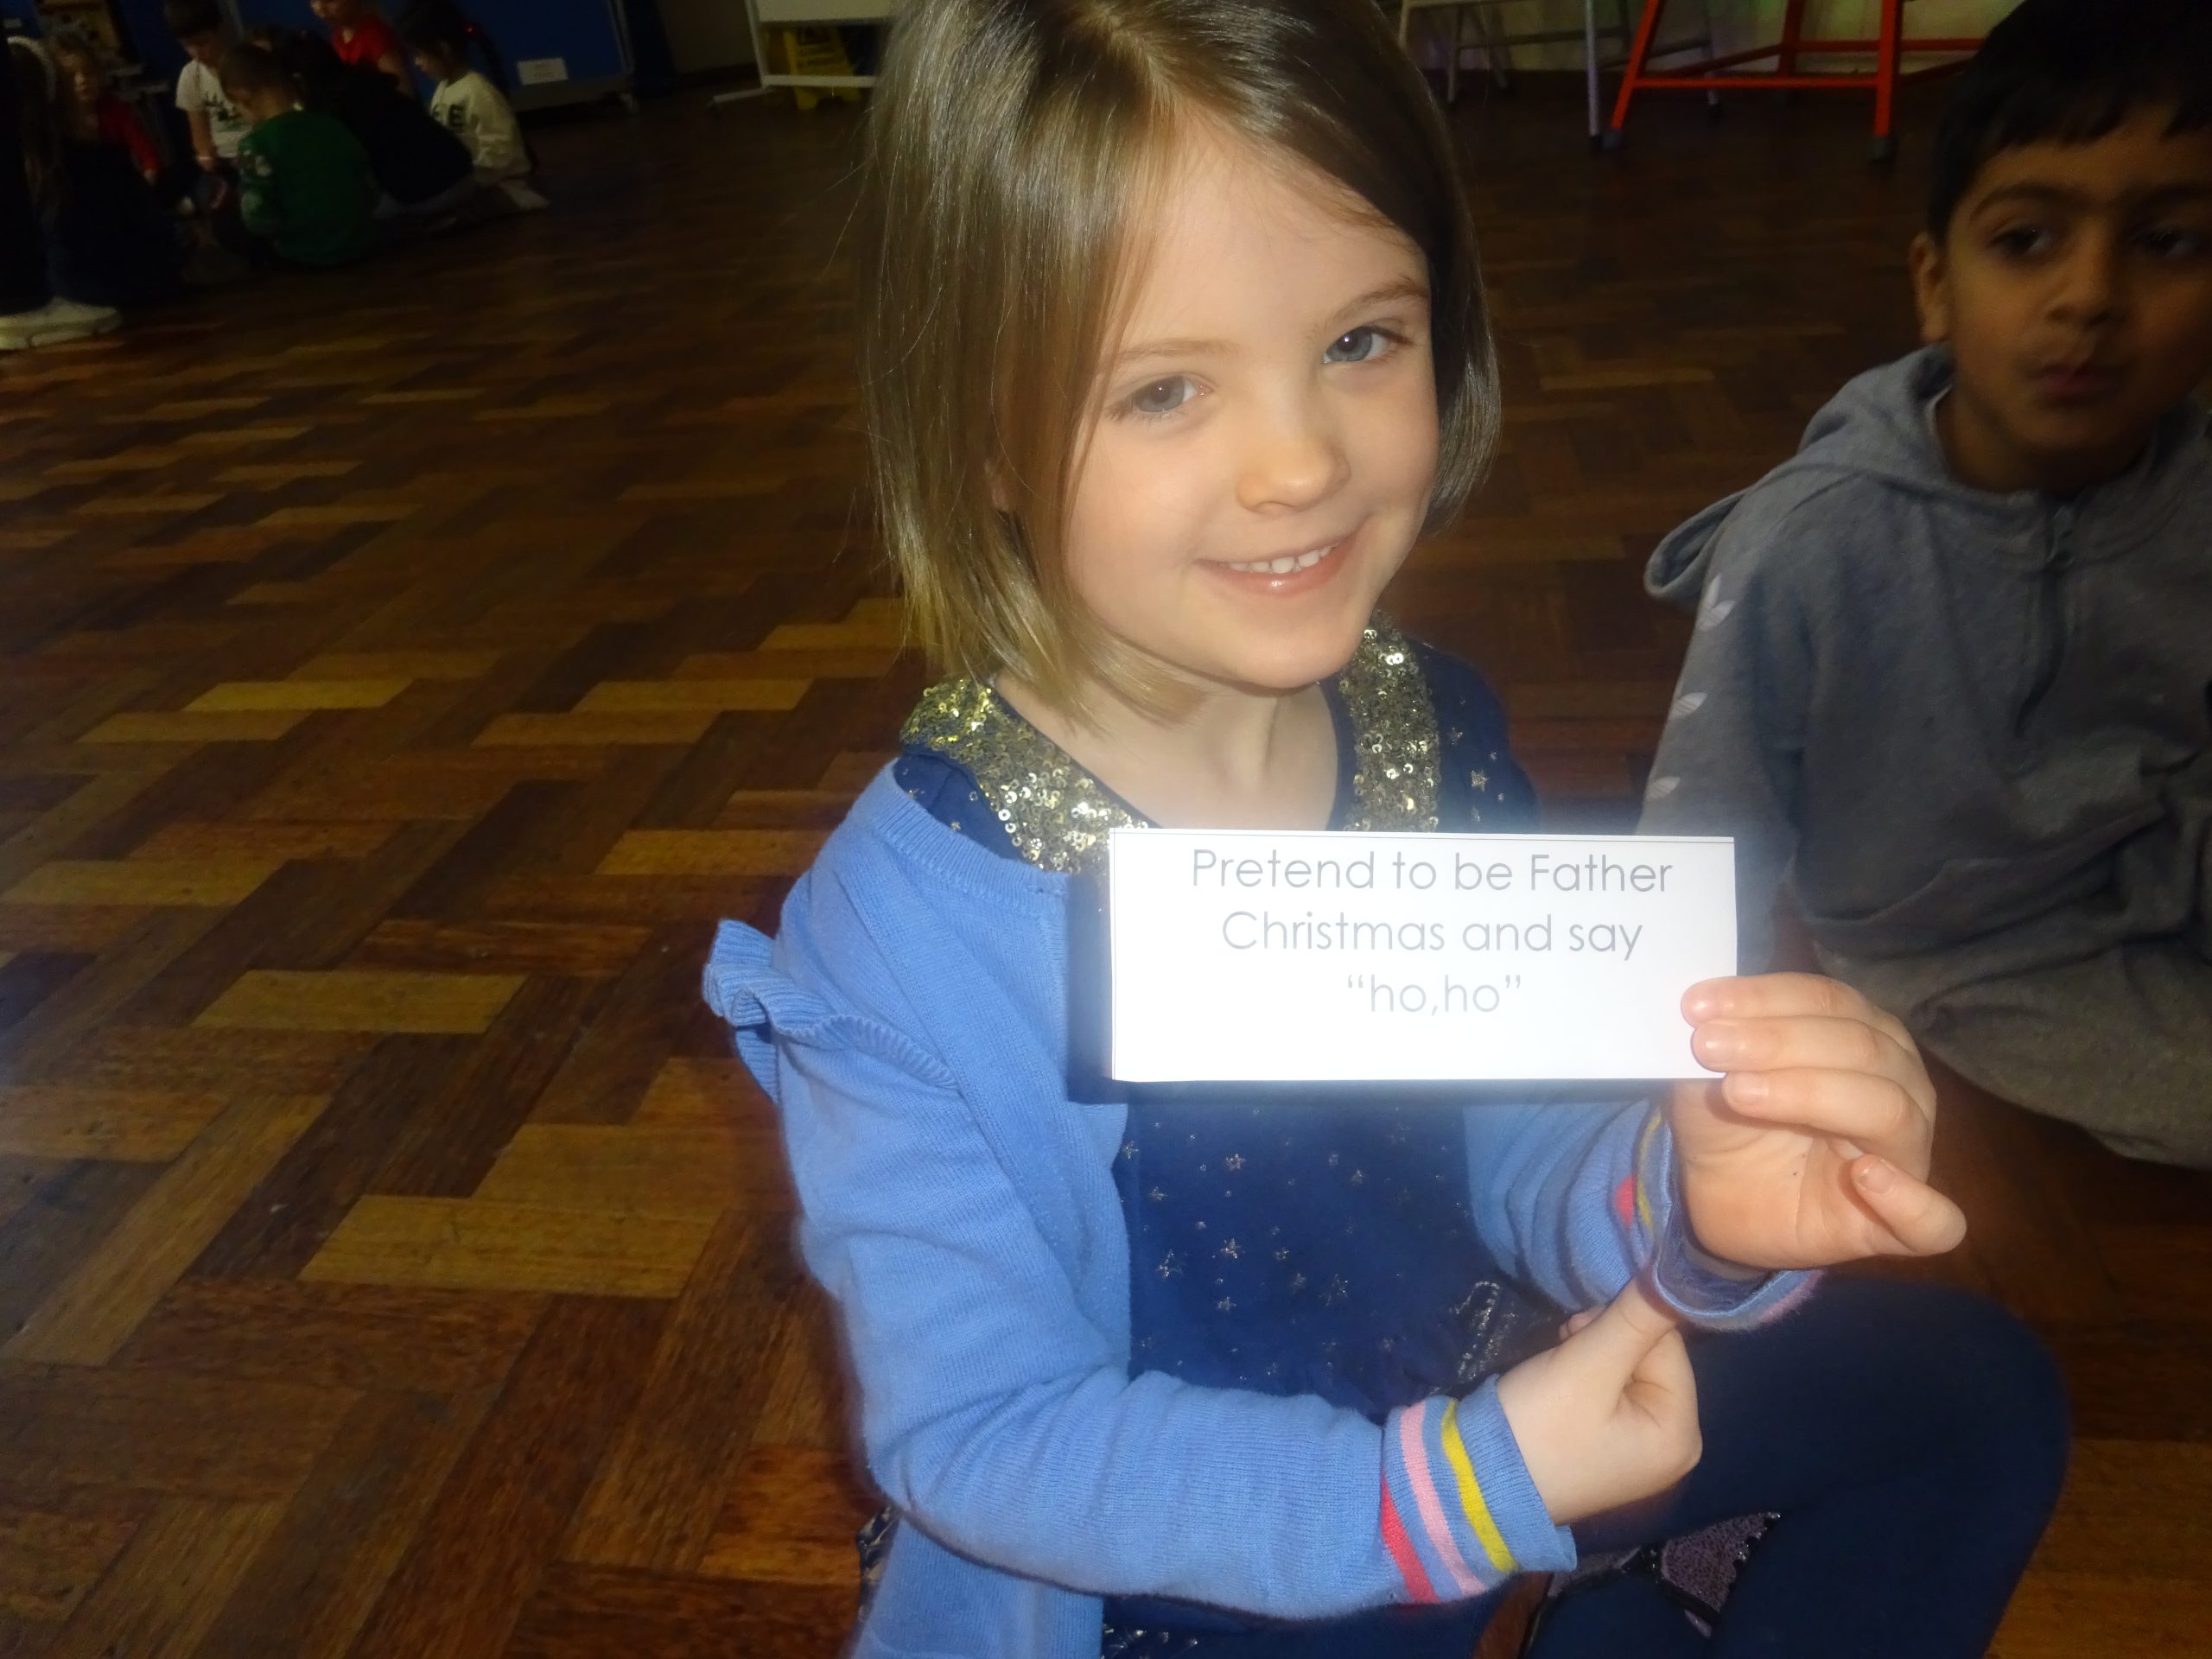 Pretend to be Father
Christmas and say
“ho,ho”